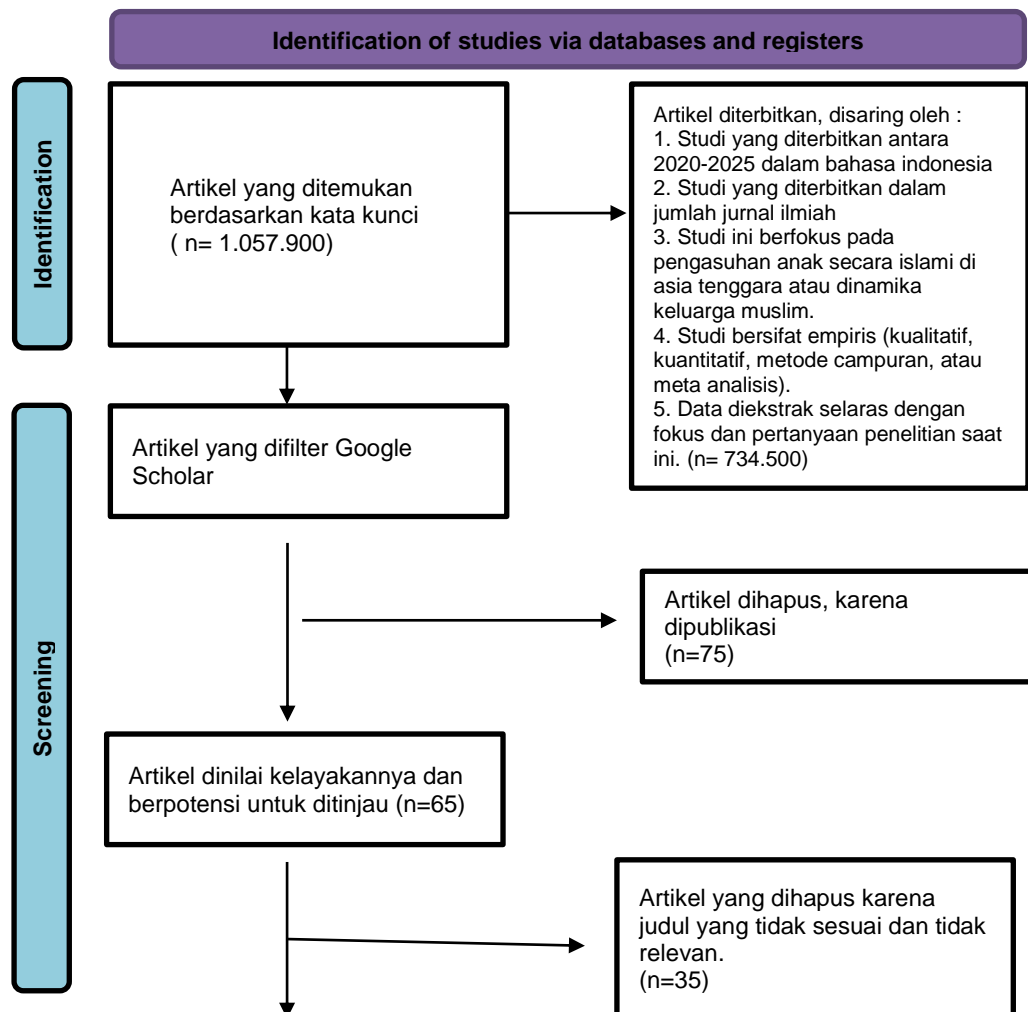 Identification of studies via databases and registers
Identification
Artikel yang ditemukan
berdasarkan kata kunci
( n= 1.057.900)
Artikel diterbitkan, disaring oleh :
1. Studi yang diterbitkan antara
2020-2025 dalam bahasa indonesia
2. Studi yang diterbitkan dalam
jumlah jurnal ilmiah
3. Studi ini berfokus pada
pengasuhan anak secara islami di
asia tenggara atau dinamika
keluarga muslim.
4. Studi bersifat empiris (kualitatif,
kuantitatif, metode campuran, atau
meta analisis).
5. Data diekstrak selaras dengan
fokus dan pertanyaan penelitian saat
ini. (n= 734.500)
Screening
Artikel yang difilter Google
Scholar
Artikel dihapus, karena
dipublikasi
(n=75)
Artikel dinilai kelayakannya dan
berpotensi untuk ditinjau (n=65)
Artikel yang dihapus karena
judul yang tidak sesuai dan tidak
relevan.
(n=35)